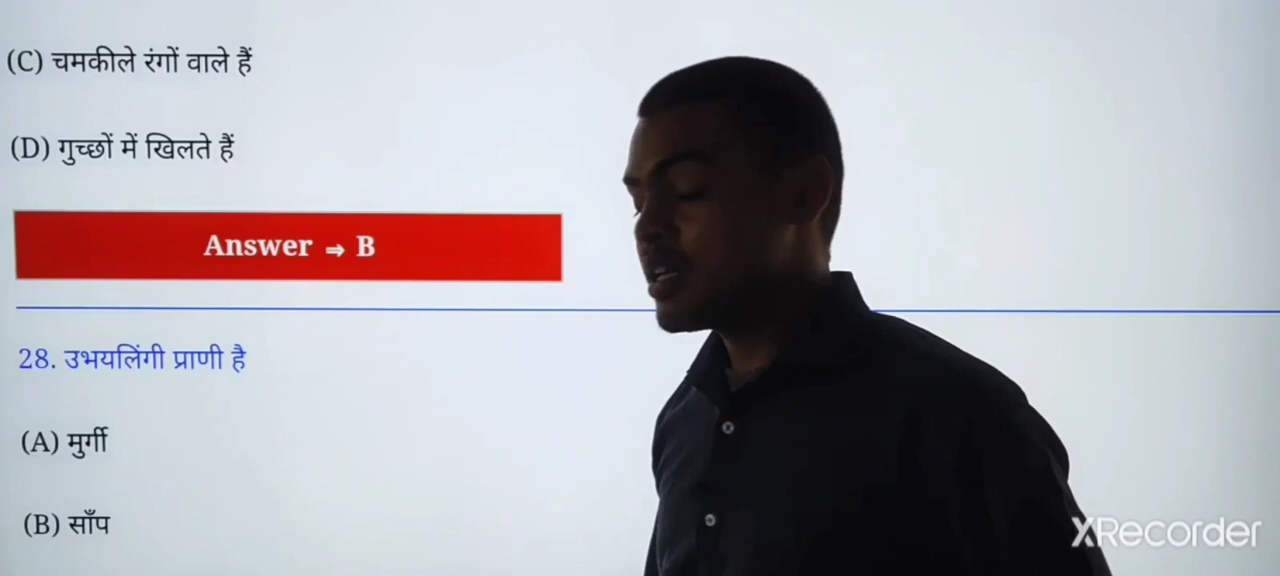 (C) चमकीले रंगों वाले हैं
(D) गुच्छों में खिलते हैं
Answer ⇒ B
28. उभयलिंगी प्राणी है
(A) मुर्गी
(B) साँप
XRecorder